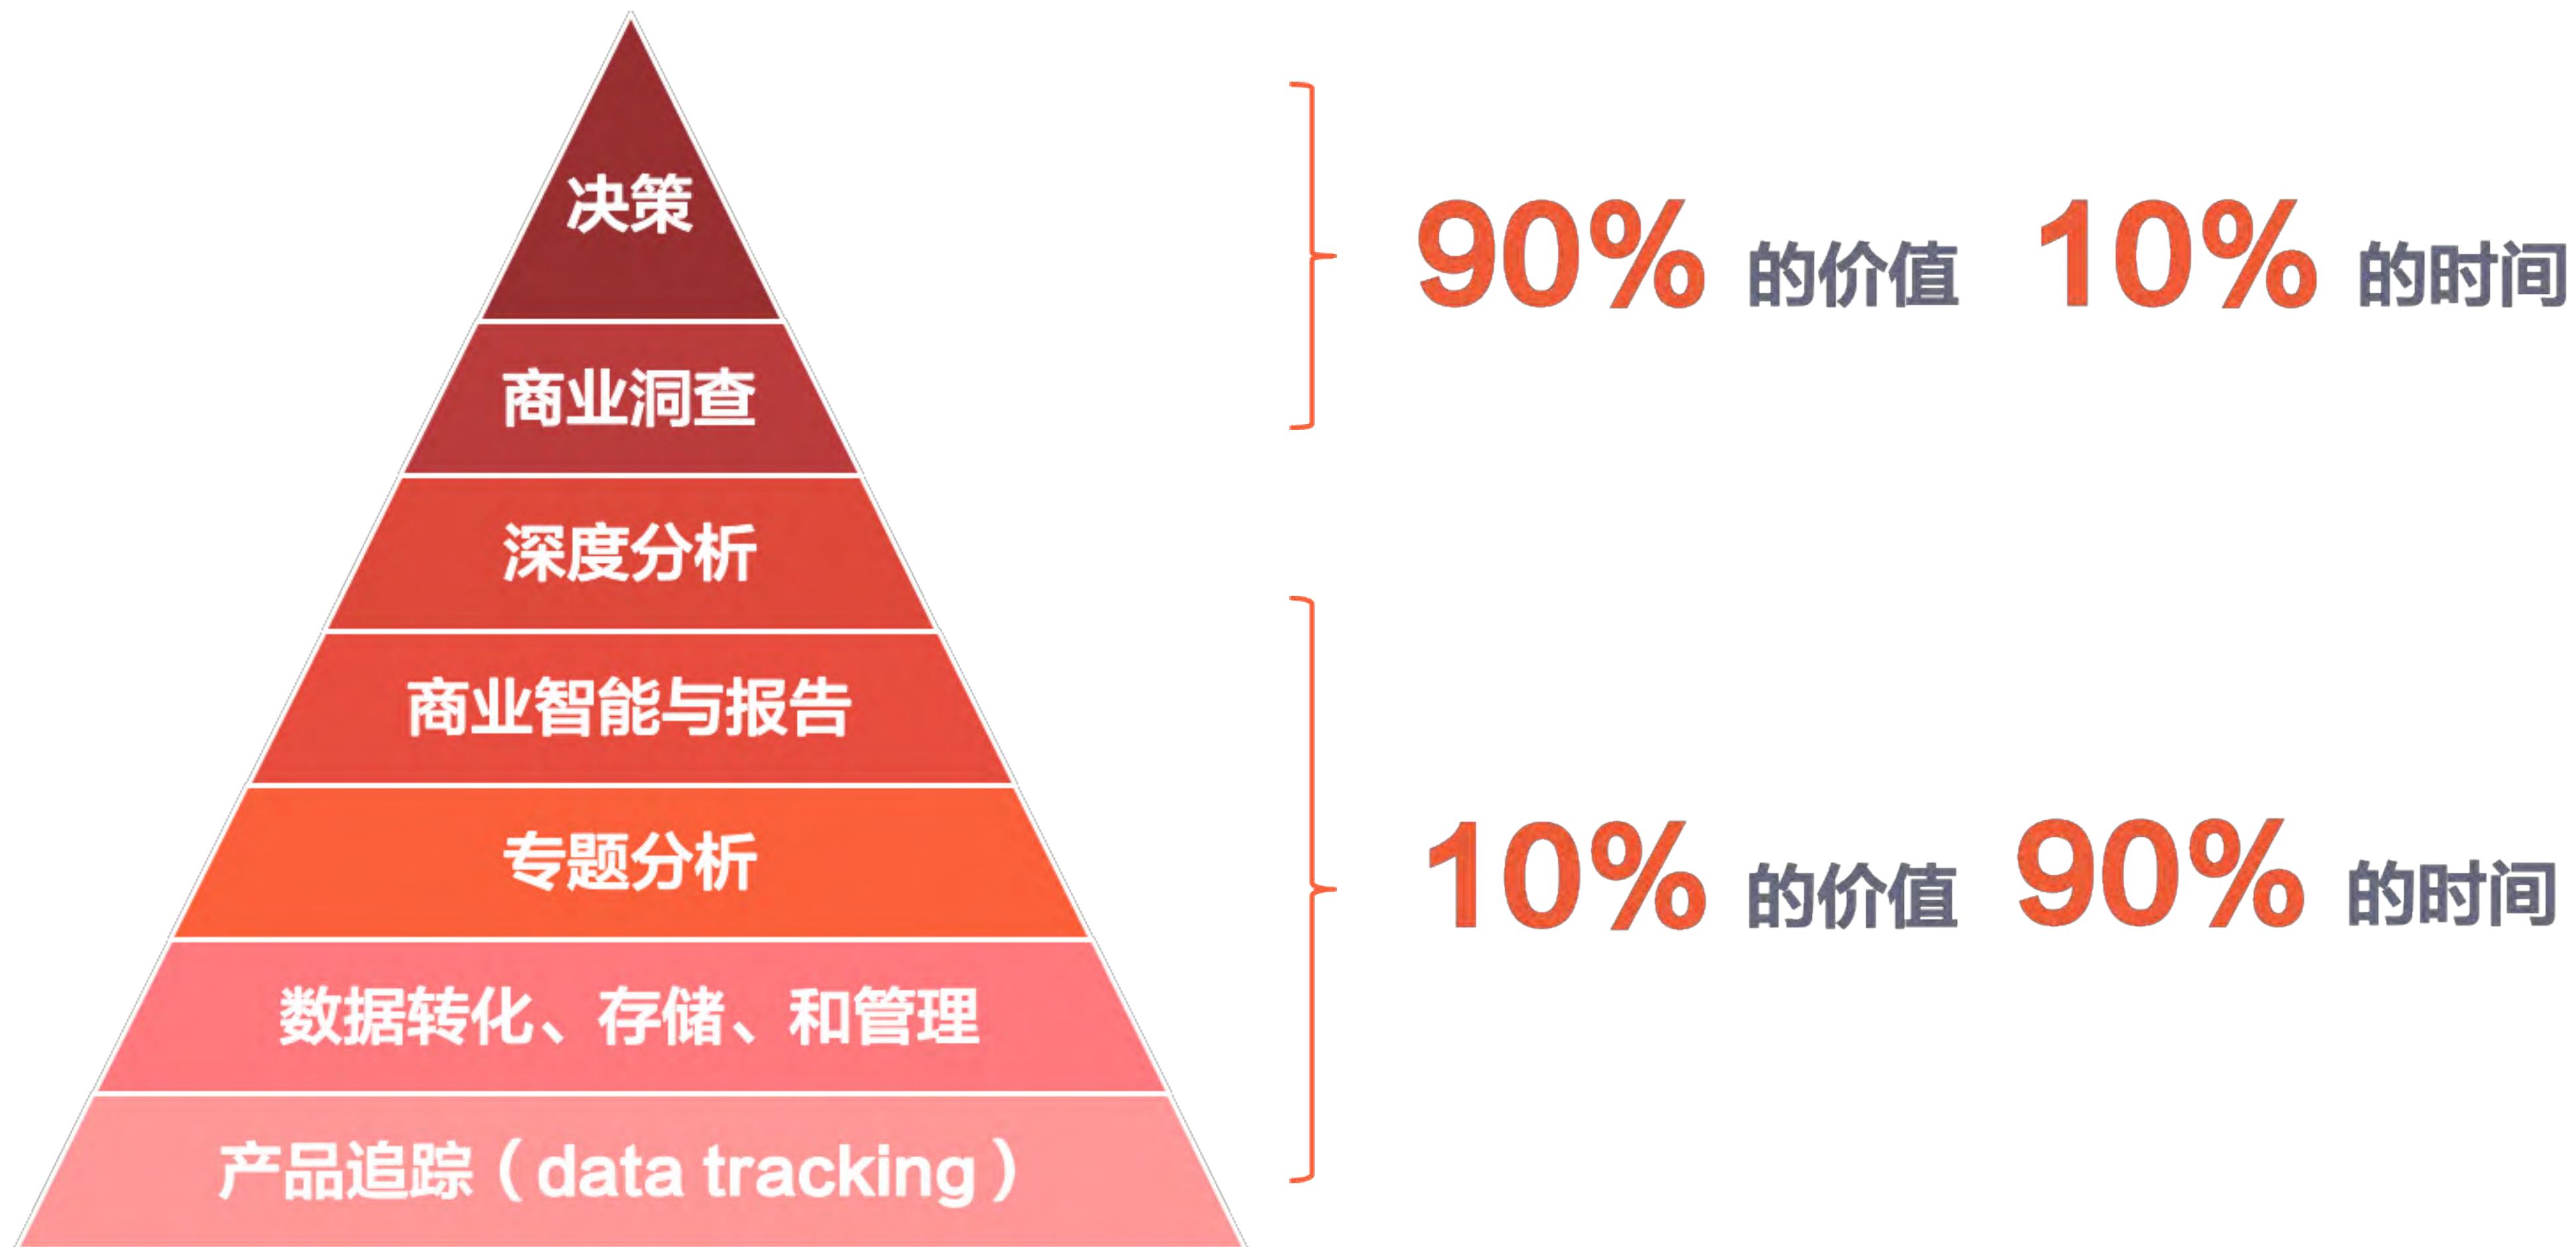 决策
商业洞查
深度分析
商业智能与报告
专题分析
数据转化、存储、和管理
产品追踪（data tracking）
90% 的价值 10% 的时间
10% 的价值 90% 的时间